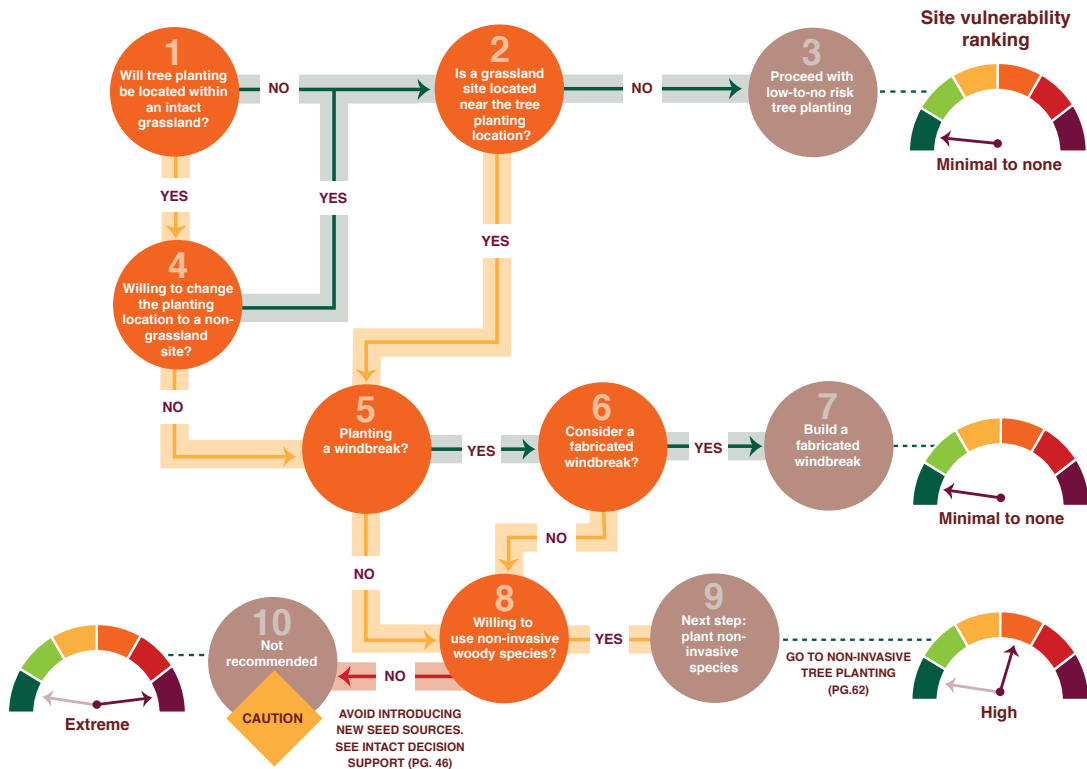 Site vulnerability
ranking
1
Will tree planting
be located within
an intact
grassland?
NO
2
Is a grassland
site located
near the tree
planting
location?
NO
3
Proceed with
low-to-no risk
tree planting
Minimal to none
YES
YES
YES
4
Willing to change
the planting
location to a non-
grassland
site?
NO
5
Planting
a windbreak?
YES
6
Consider a
fabricated
windbreak?
YES
7
Build a
fabricated
windbreak
Minimal to none
NO
NO
8
Willing to
use non-invasive
woody species?
YES
9
Next step:
plant non-
invasive
species
GO TO NON-INVASIVE
TREE PLANTING
(PG.62)
High
NO
10
Not
recommended
CAUTION
AVOID INTRODUCING
NEW SEED SOURCES.
SEE INTACT DECISION
SUPPORT (PG. 46)
Extreme